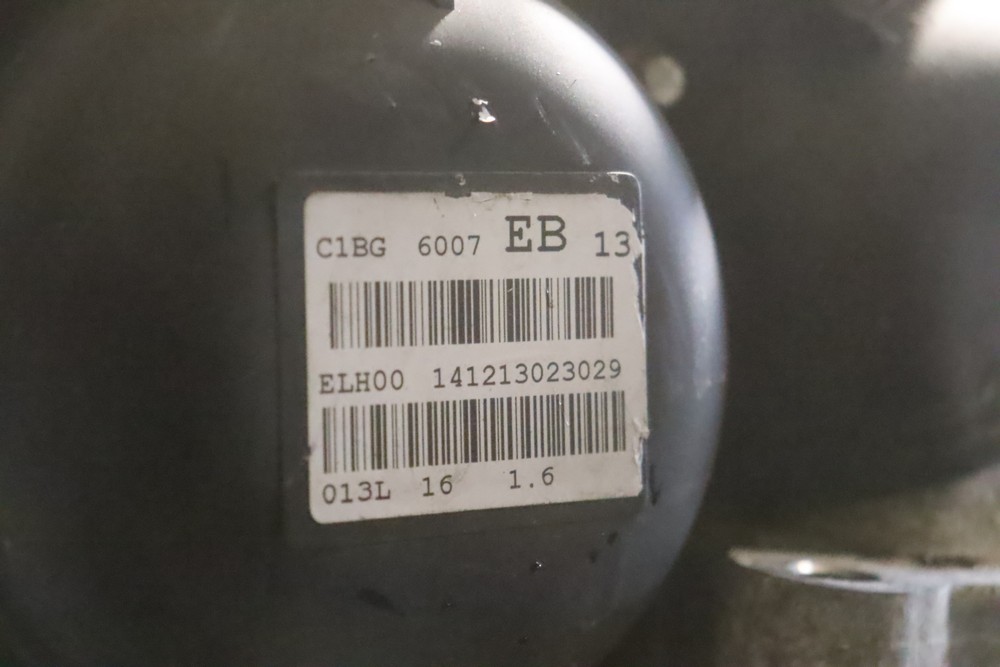 C1BG 6007 EB 13
ELH00 141213023029
013L 16 1.6